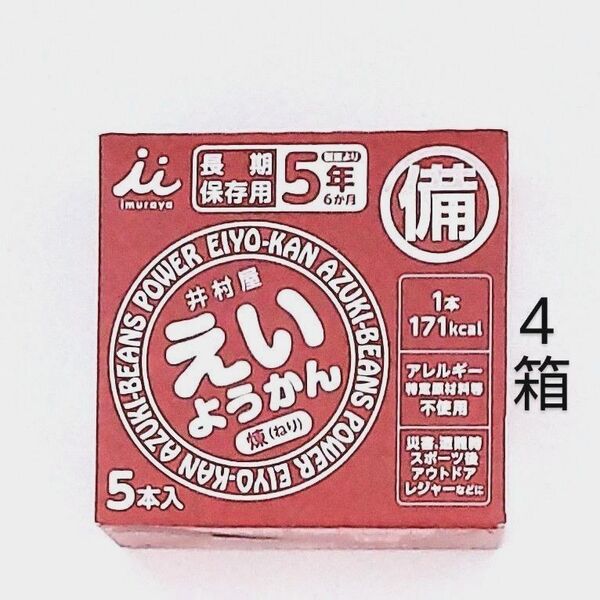 imuraya
長期
保存用
製造より
5年
6か月
備
AZUKI-BEANS POWER EIYO-KAN AZUKI-BEANS POWER EIYO-KAN
井村屋
えい
ようかん
煉(ねり)
1本
171kcal
アレルギー
特定原材料等
不使用
災害・避難時
スポーツ後
アウトドア
レジャーなどに
5本入
4
箱